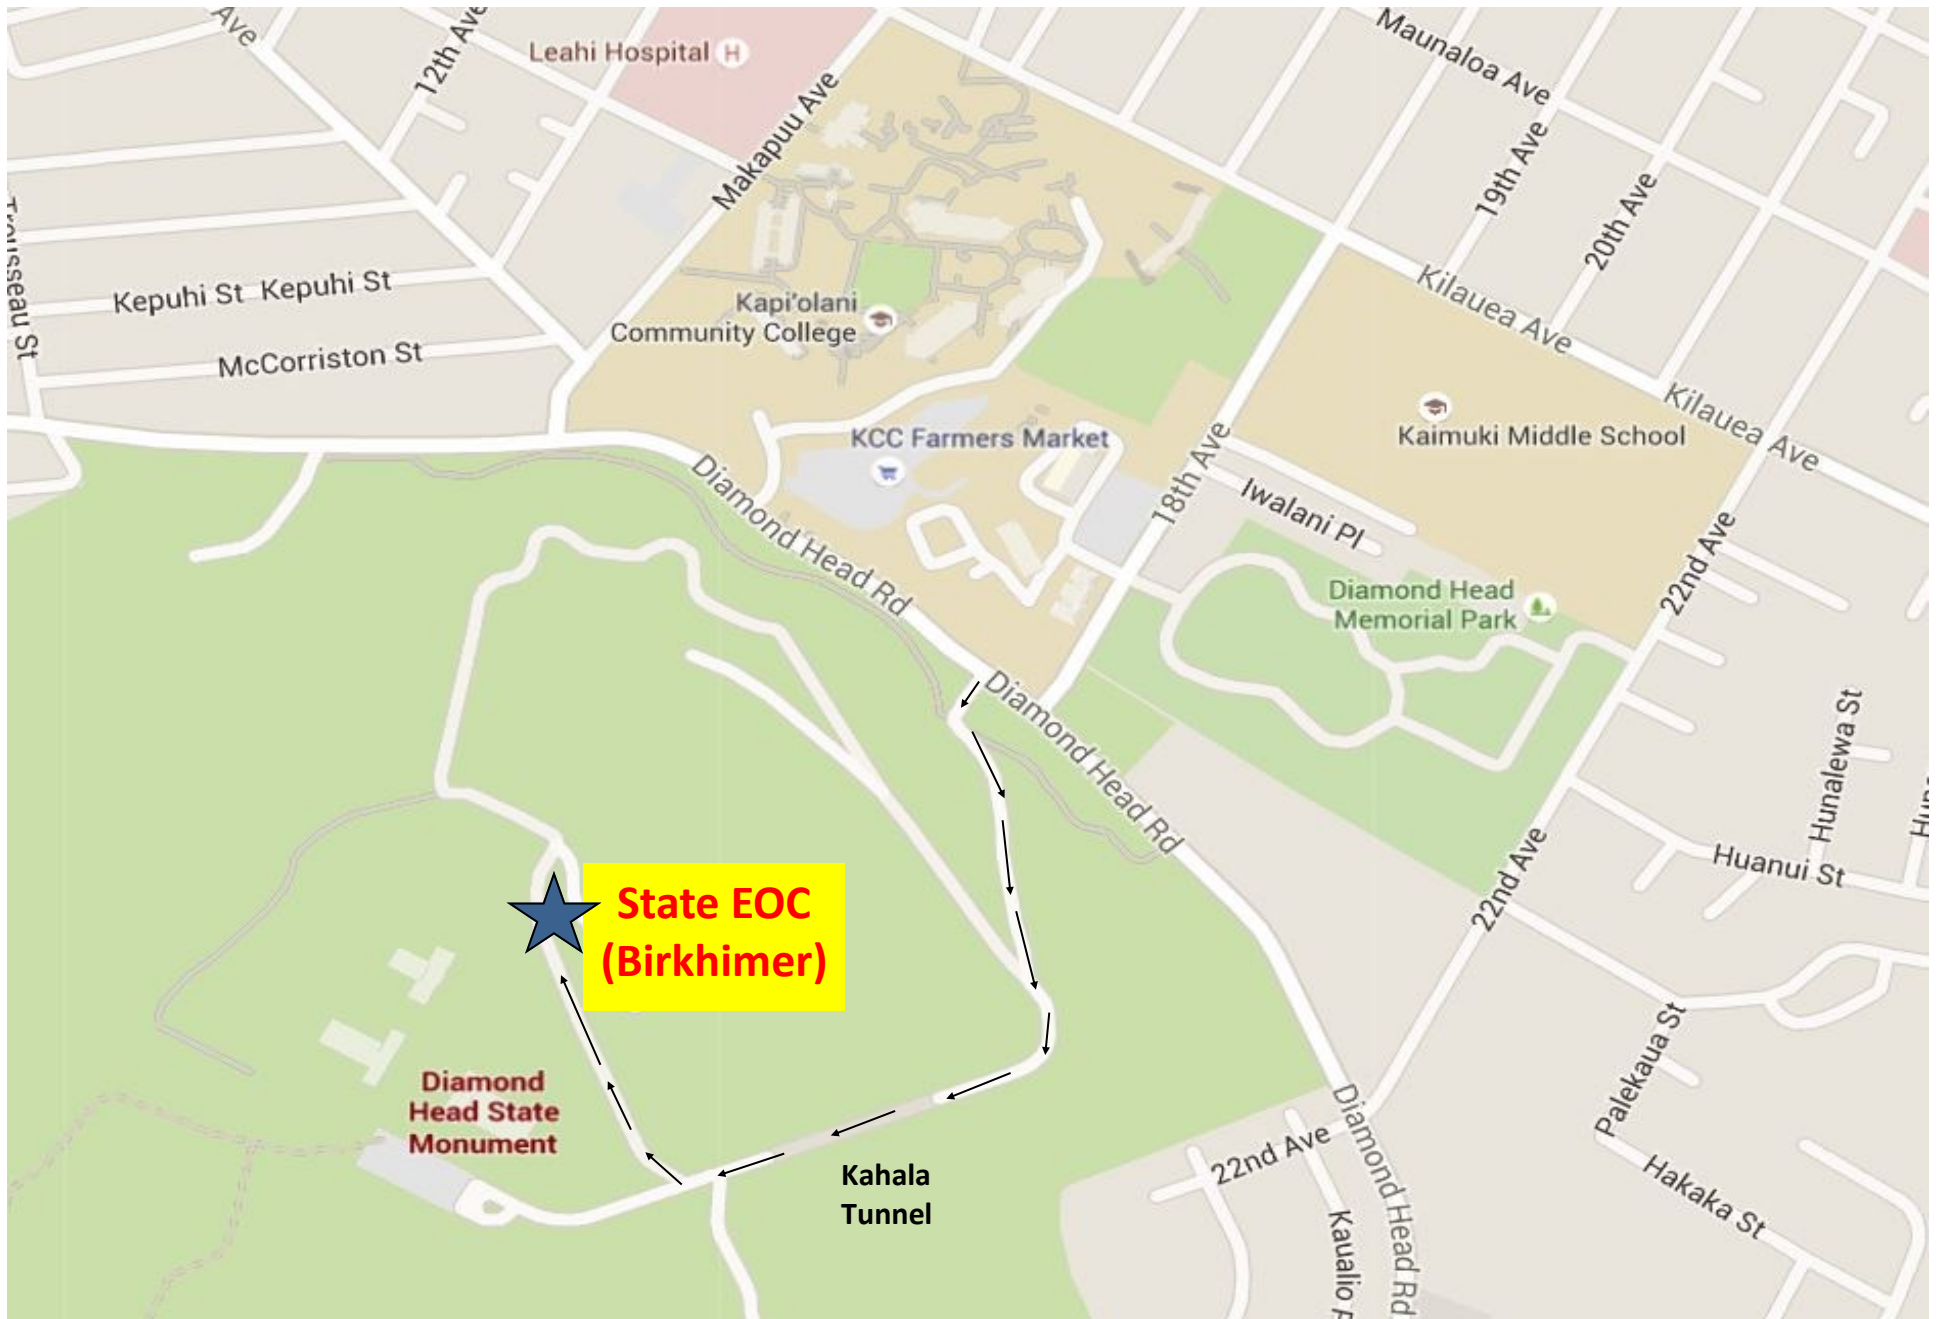 Ave
12th Ave
Leahi Hospital H
Makapuu Ave
Maunaloa Ave
19th Ave
20th Ave
Trousseau St
Kepuhi St Kepuhi St
McCorriston St
Kapi'olani
Community College
Kilauea Ave
Kilauea Ave
KCC Farmers Market
Kaimuki Middle School
18th Ave
Iwalani Pl
Diamond Head Rd
22nd Ave
Diamond Head
Memorial Park
Diamond Head Rd
Hunalewa St
Huanui St
22nd Ave
State EOC
(Birkhimer)
Diamond
Head State
Monument
Kahala
Tunnel
22nd Ave
Diamond Head Rd
Palekaua St
Hakaka St
Kaualio